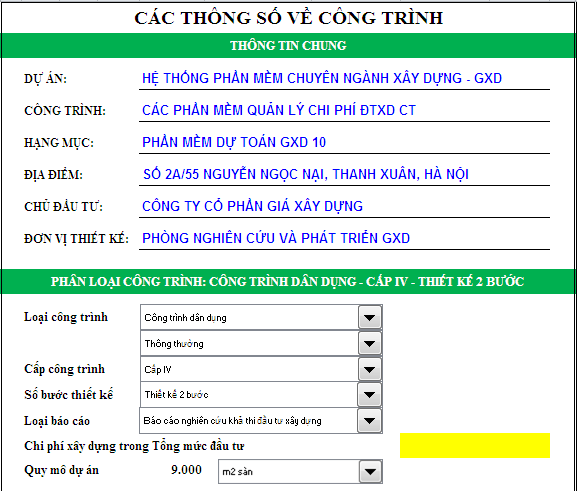 CÁC THÔNG SỐ VỀ CÔNG TRÌNH
THÔNG TIN CHUNG
DỰ ÁN: HỆ THỐNG PHẦN MỀM CHUYÊN NGÀNH XÂY DỰNG - GXD
CÔNG TRÌNH: CÁC PHẦN MỀM QUẢN LÝ CHI PHÍ ĐTXD CT
HẠNG MỤC: PHẦN MỀM DỰ TOÁN GXD 10
ĐỊA ĐIỂM: SỐ 2A/55 NGUYỄN NGỌC NẠI, THANH XUÂN, HÀ NỘI
CHỦ ĐẦU TƯ: CÔNG TY CỔ PHẦN GIÁ XÂY DỰNG
ĐƠN VỊ THIẾT KẾ: PHÒNG NGHIÊN CỨU VÀ PHÁT TRIỂN GXD
PHÂN LOẠI CÔNG TRÌNH: CÔNG TRÌNH DÂN DỤNG - CẤP IV - THIẾT KẾ 2 BƯỚC
Loại công trình Công trình dân dụng
Thông thường
Cấp công trình Cấp IV
Số bước thiết kế Thiết kế 2 bước
Loại báo cáo Báo cáo nghiên cứu khả thi đầu tư xây dựng
Chi phí xây dựng trong Tổng mức đầu tư
Quy mô dự án 9.000 m2 sàn